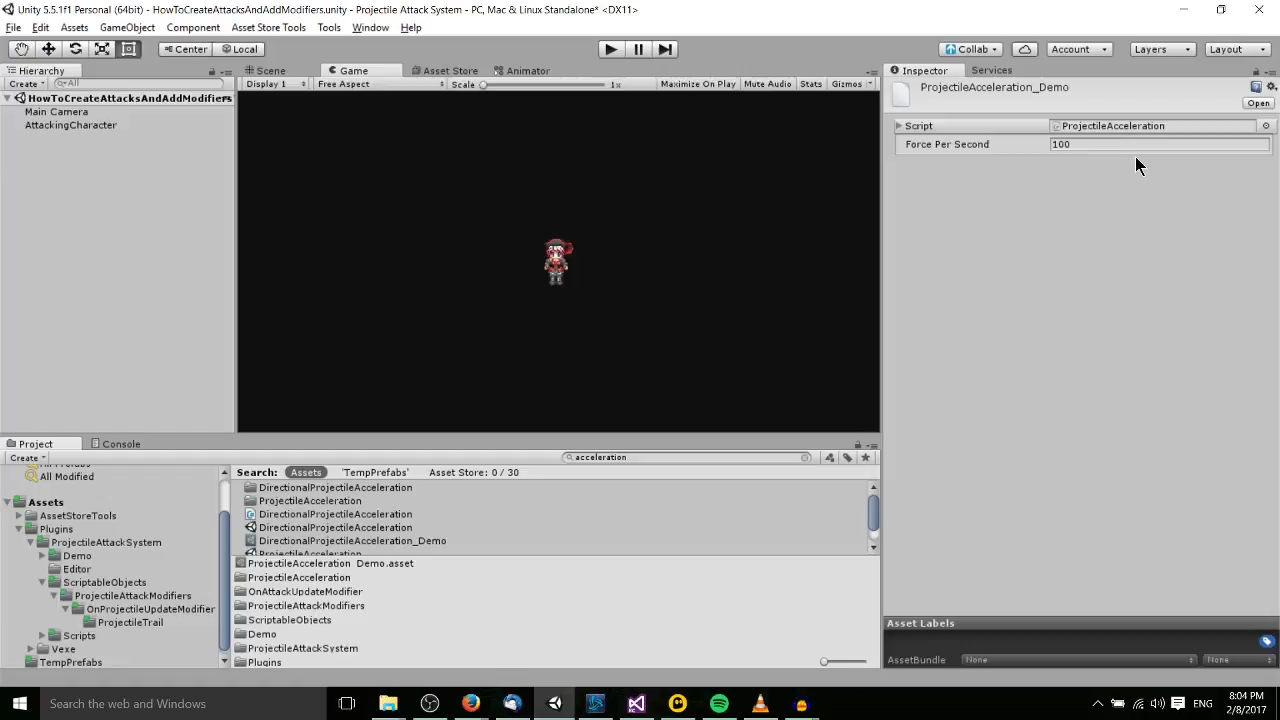 Unity 5.5.1f1 Personal (64bit) - HowToCreateAttacksAndAddModifiers.unity - Projectile Attack System - PC, Mac & Linux Standalone* <DX11>
File Edit Assets GameObject Component Asset Store Tools Tools Window Help
Center Local Collab Account Layers Layout
Hierarchy Scene Game Asset Store Animator Inspector Services
Create All Display 1 Free Aspect Scale 1x Maximize On Play Mute Audio Stats Gizmos
ProjectileAcceleration_Demo
Open
HowToCreateAttacksAndAddModifiers
Main Camera
AttackingCharacter
Script ProjectileAcceleration
Force Per Second 100
Project Console
Create acceleration
All Prefabs
All Modified
Assets
AssetStoreTools
Plugins
ProjectileAttackSystem
Demo
Editor
ScriptableObjects
ProjectileAttackModifiers
OnProjectileUpdateModifier
ProjectileTrail
Scripts
Vexe
TempPrefabs
Search: Assets 'TempPrefabs' Asset Store: 0 / 30
DirectionalProjectileAcceleration
ProjectileAcceleration
DirectionalProjectileAcceleration
DirectionalProjectileAcceleration
DirectionalProjectileAcceleration_Demo
ProjectileAcceleration
ProjectileAcceleration_Demo.asset
ProjectileAcceleration
OnAttackUpdateModifier
ProjectileAttackModifiers
ScriptableObjects
Demo
ProjectileAttackSystem
Plugins
Asset Labels
AssetBundle None None
Search the web and Windows
ENG
8:04 PM
2/8/2017